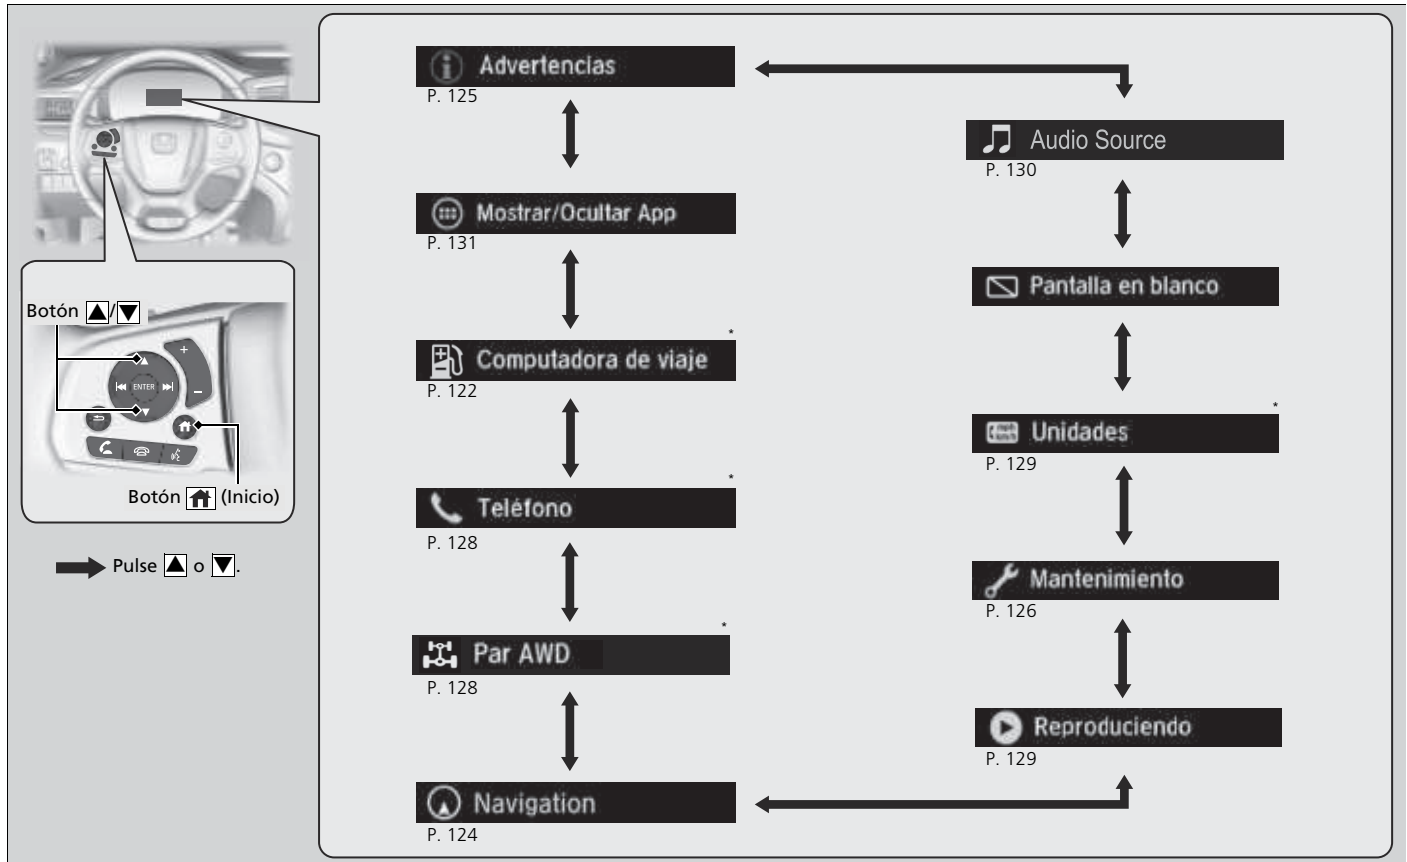 Botón ▲/▼
+
−
ENTER
Botón (Inicio)
Pulse ▲ o ▼.
Advertencias
P. 125
Mostrar/Ocultar App
P. 131
*
Computadora de viaje
P. 122
*
Teléfono
P. 128
*
Par AWD
P. 128
Navigation
P. 124
Audio Source
P. 130
Pantalla en blanco
*
Unidades
P. 129
Mantenimiento
P. 126
Reproduciendo
P. 129